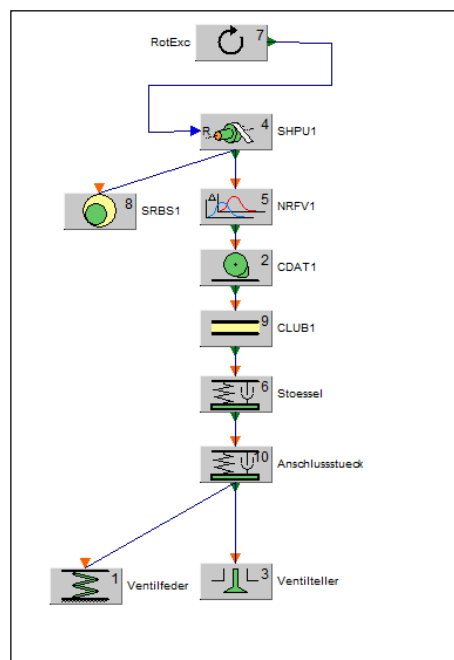 RotExc 7
R 4 SHPU1
8 SRBS1
A 5 NRFV1
2 CDAT1
9 CLUB1
6 Stoessel
10 Anschlussstueck
1 Ventilfeder
3 Ventilteller